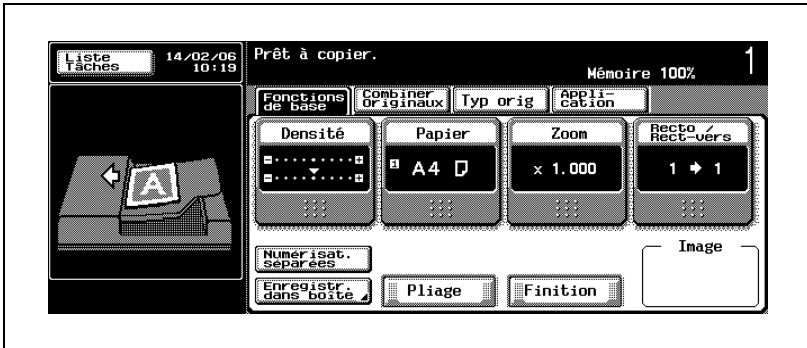 Liste
Tâches
14/02/06
10:19
Prêt à copier.
Mémoire 100%
1
Fonctions
de base
Combiner
Originaux
Typ orig
Appli-
cation
Densité
Papier
Zoom
Recto /
Rect-vers
1 A4
× 1.000
1 → 1
A
Numérisat.
séparées
Enregistr.
dans boîte
Pliage
Finition
Image